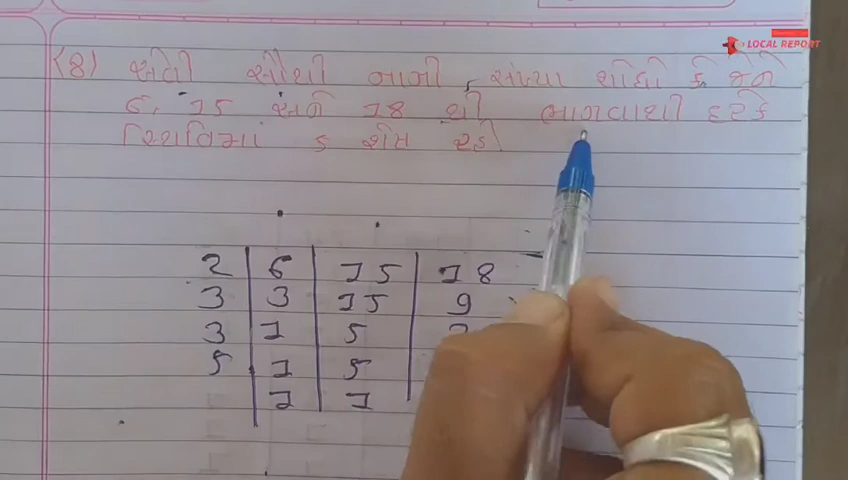 LOCAL REPORT
(8) એવી સૌથી નાની સંખ્યા શોધો કે જેને
6, 15 અને 18 થી ભાગવાથી દરેક
સ્થિતિમાં 5 શેષ રહે
2 6 15 18
3 3 15 9
3 1 5
5 1 5
1 1